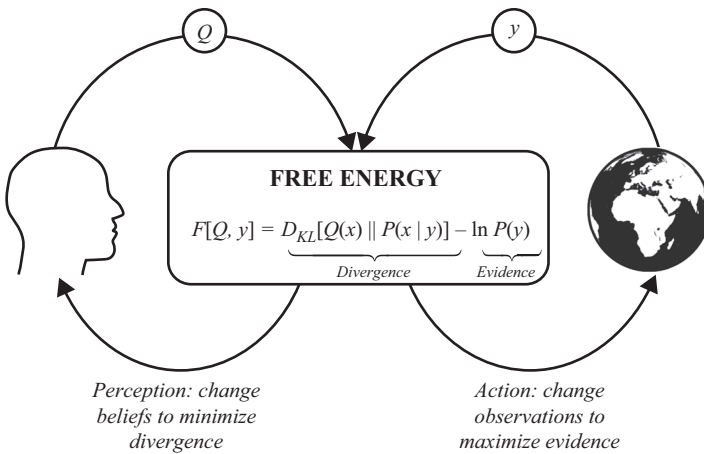 Q
y
FREE ENERGY
F[Q, y] = D_KL[Q(x) || P(x | y)] – ln P(y)
Divergence
Evidence
Perception: change
beliefs to minimize
divergence
Action: change
observations to
maximize evidence